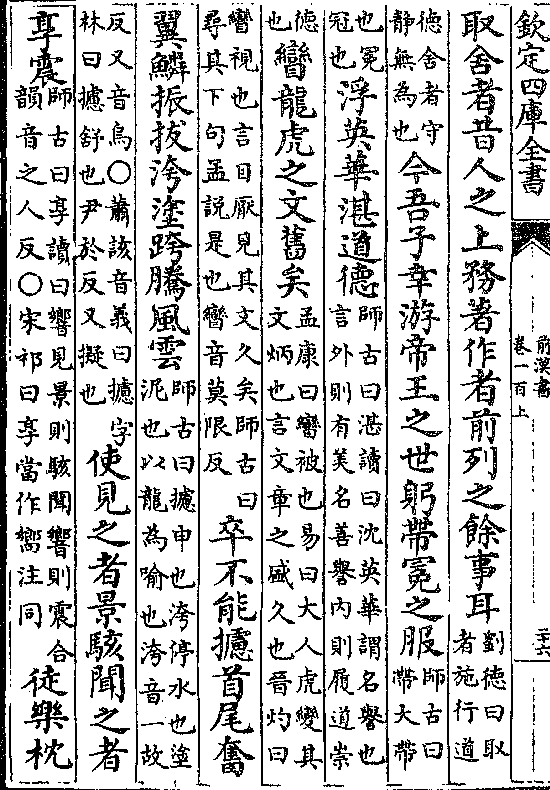 欽定四庫全書
前漢書
卷一百上
二十六
取舍者昔人之上務著作者前列之餘事耳劉德曰取者施行道
德舍者守靜無為也今吾子幸游帝王之世躬帶冕之服師古曰帶大帶
也冕冠也浮英華湛道德師古曰湛讀曰沈英華謂名譽也言外則有美名善譽內則履道崇
德也矕龍虎之文舊矣孟康曰矕被也易曰大人虎變其文炳也言文章之盛久也晉灼曰
矕視也言目厭見其文久矣師古曰尋其下句孟說是也矕音莫限反卒不能攄首尾奮
翼鱗振拔洿塗跨騰風雲師古曰攄申也洿停水也塗泥也以龍為喻也洿音一故
反又音烏〇蕭該音義曰攄字林曰攄舒也尹於反又擬也使見之者景駭聞之者
享震師古曰享讀曰響見景則駭聞響則震合韻音之人反〇宋祁曰享當作嚮注同徒樂枕